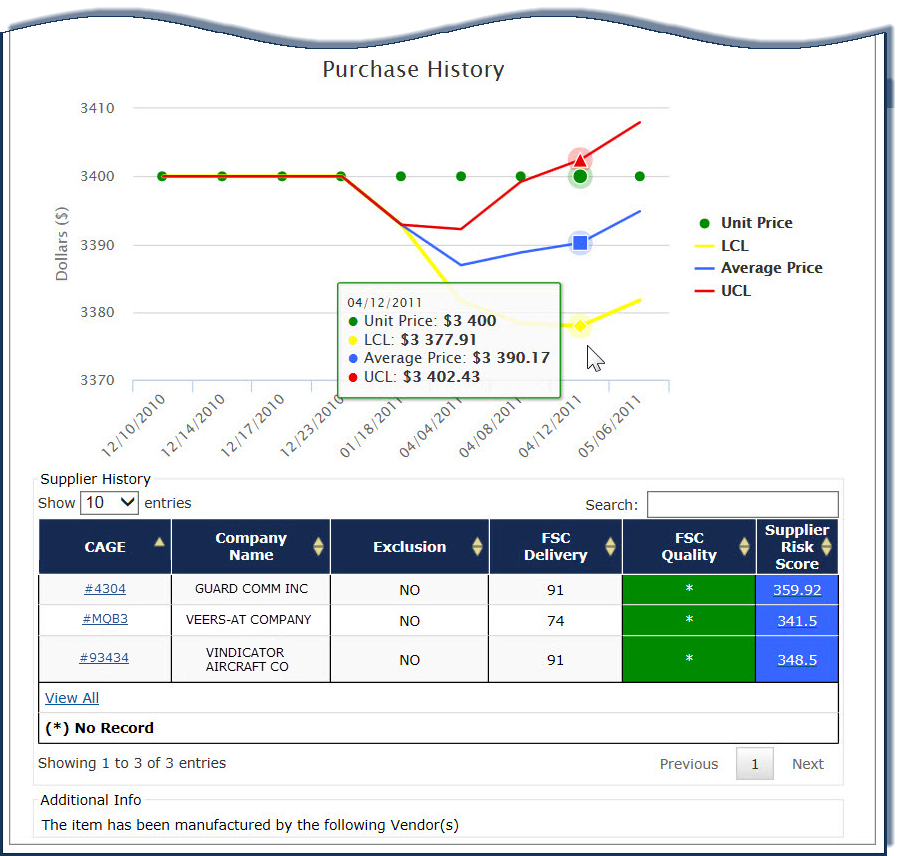 Purchase History
3410
3400
3390
3380
3370
Dollars ($)
Unit Price
LCL
Average Price
UCL
04/12/2011
Unit Price: $3 400
LCL: $3 377.91
Average Price: $3 390.17
UCL: $3 402.43
12/10/2010
12/14/2010
12/17/2010
12/23/2010
01/18/2011
04/04/2011
04/08/2011
04/12/2011
05/06/2011
Supplier History
Show 10 entries
Search:
CAGE
Company
Name
Exclusion
FSC
Delivery
FSC
Quality
Supplier
Risk
Score
#4304 GUARD COMM INC NO 91 * 359.92
#MQB3 VEERS-AT COMPANY NO 74 * 341.5
#93434 VINDICATOR
AIRCRAFT CO NO 91 * 348.5
View All
(*) No Record
Showing 1 to 3 of 3 entries
Previous 1 Next
Additional Info
The item has been manufactured by the following Vendor(s)